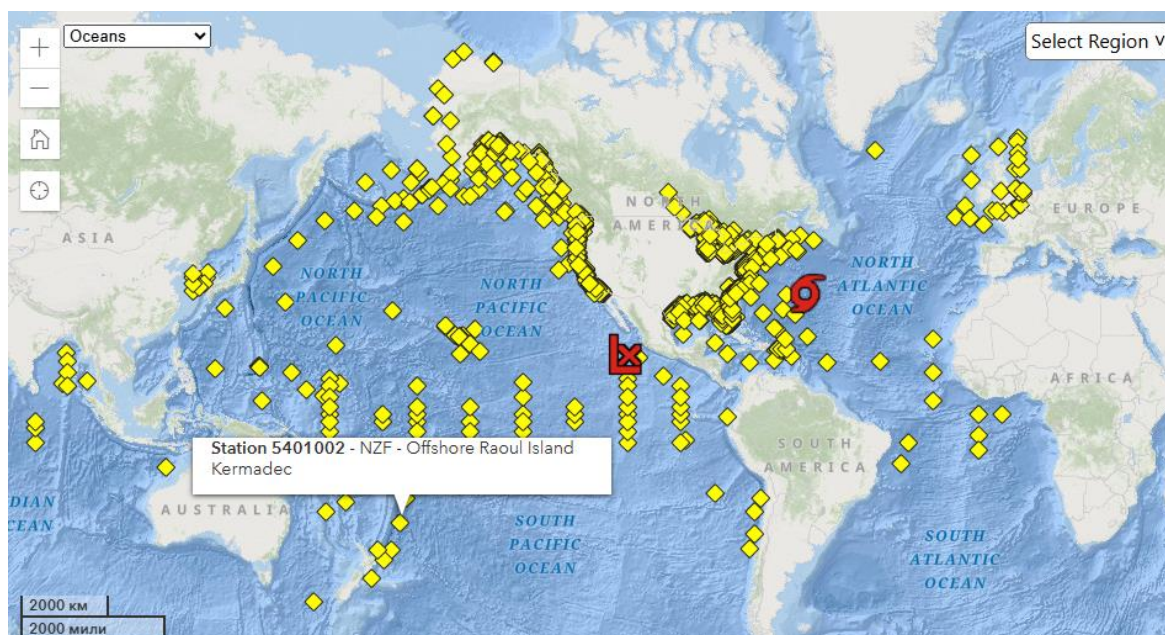 +
Oceans
Select Region
−
NORTH
AMERICA
EUROPE
ASIA
NORTH
PACIFIC
OCEAN
NORTH
PACIFIC
OCEAN
NORTH
ATLANTIC
OCEAN
AFRICA
Station 5401002 - NZF - Offshore Raoul Island
Kermadec
SOUTH
AMERICA
DIAN
CEAN
AUSTRALIA
SOUTH
PACIFIC
OCEAN
SOUTH
ATLANTIC
OCEAN
2000 км
2000 мили